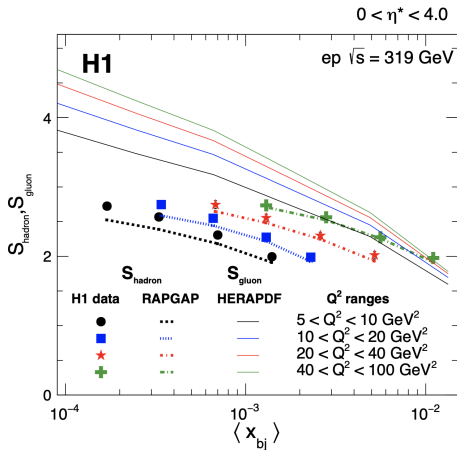 0 < η* < 4.0
H1
ep √s = 319 GeV
S_hadron, S_gluon
4
2
0
S_hadron S_gluon
H1 data RAPGAP HERAPDF Q² ranges
5 < Q² < 10 GeV²
10 < Q² < 20 GeV²
20 < Q² < 40 GeV²
40 < Q² < 100 GeV²
10⁻⁴ 10⁻³ 10⁻²
⟨ x_bj ⟩